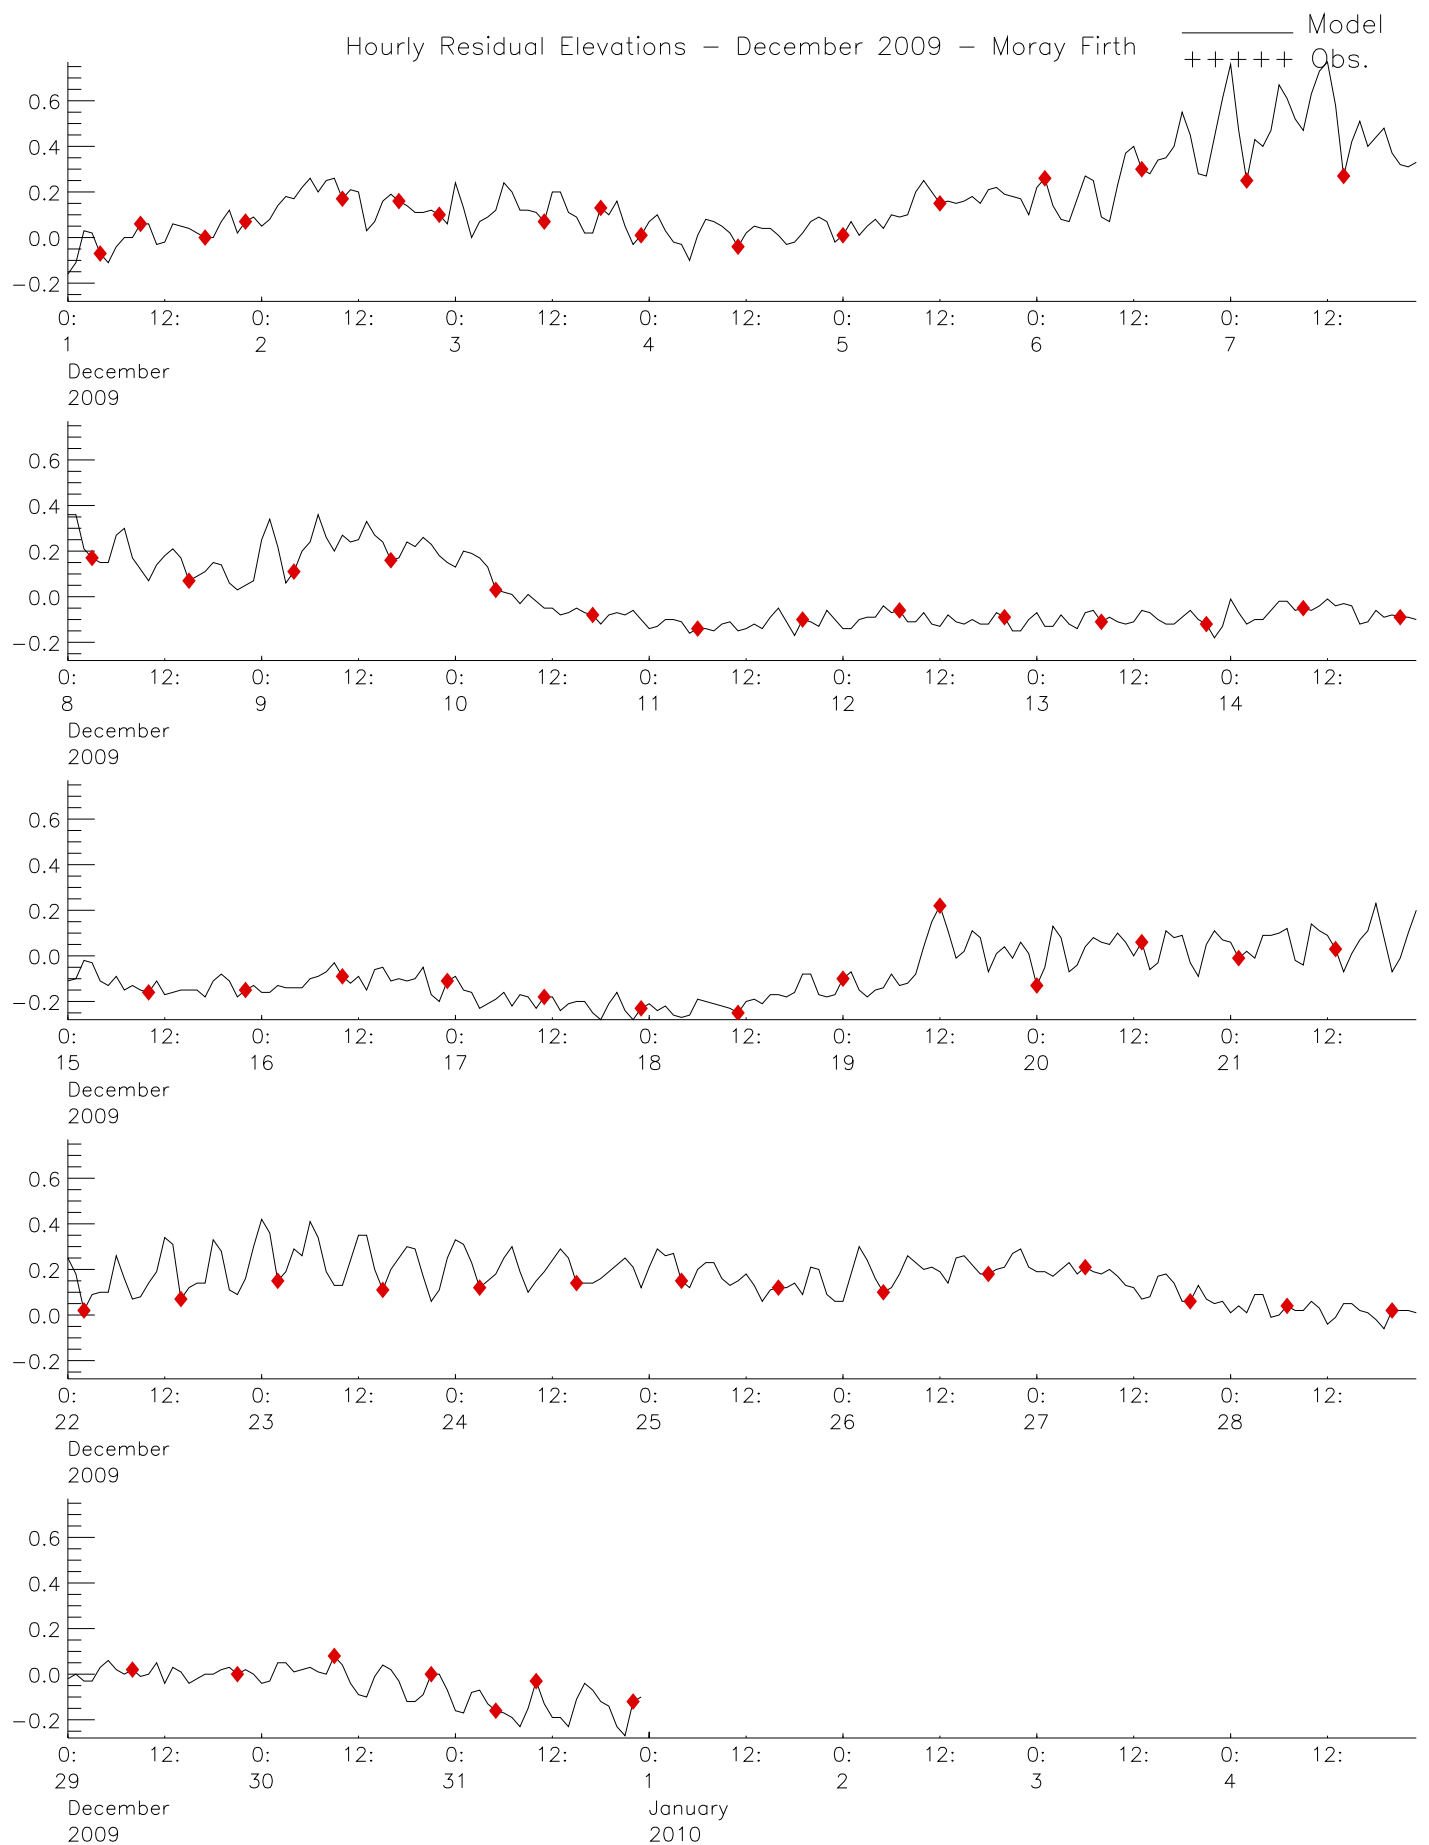 Hourly Residual Elevations – December 2009 – Moray Firth
Model
+++++ Obs.
0.6
0.4
0.2
0.0
−0.2
0: 12: 0: 12: 0: 12: 0: 12: 0: 12: 0: 12: 0: 12:
1 2 3 4 5 6 7
December
2009
0.6
0.4
0.2
0.0
−0.2
0: 12: 0: 12: 0: 12: 0: 12: 0: 12: 0: 12: 0: 12:
8 9 10 11 12 13 14
December
2009
0.6
0.4
0.2
0.0
−0.2
0: 12: 0: 12: 0: 12: 0: 12: 0: 12: 0: 12: 0: 12:
15 16 17 18 19 20 21
December
2009
0.6
0.4
0.2
0.0
−0.2
0: 12: 0: 12: 0: 12: 0: 12: 0: 12: 0: 12: 0: 12:
22 23 24 25 26 27 28
December
2009
0.6
0.4
0.2
0.0
−0.2
0: 12: 0: 12: 0: 12: 0: 12: 0: 12: 0: 12: 0: 12:
29 30 31 1 2 3 4
December January
2009 2010